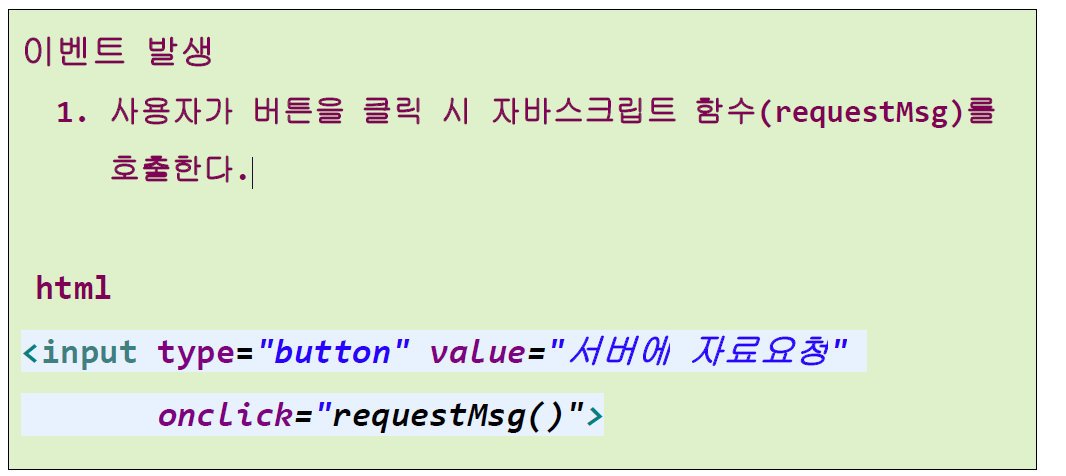 이벤트 발생
1. 사용자가 버튼을 클릭 시 자바스크립트 함수(requestMsg)를
호출한다.
html
<input type="button" value="서버에 자료요청"
onclick="requestMsg()">